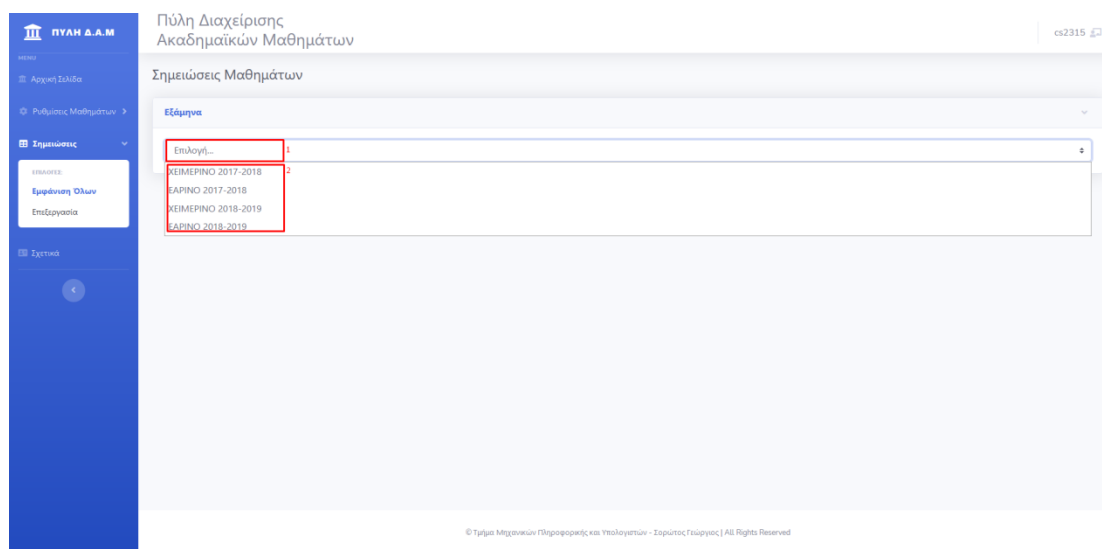 ΠΥΛΗ Δ.Α.Μ
Πύλη Διαχείρισης
Ακαδημαϊκών Μαθημάτων
cs2315
MENU
Αρχική Σελίδα
Σημειώσεις Μαθημάτων
Ρυθμίσεις Μαθημάτων
Εξάμηνα
Σημειώσεις
Επιλογή...
1
ΕΠΙΛΟΓΕΣ:
ΧΕΙΜΕΡΙΝΟ 2017-2018
2
Εμφάνιση Όλων
ΕΑΡΙΝΟ 2017-2018
Επεξεργασία
ΧΕΙΜΕΡΙΝΟ 2018-2019
ΕΑΡΙΝΟ 2018-2019
Σχετικά
© Τμήμα Μηχανικών Πληροφορικής και Υπολογιστών - Σορώτος Γεώργιος | All Rights Reserved